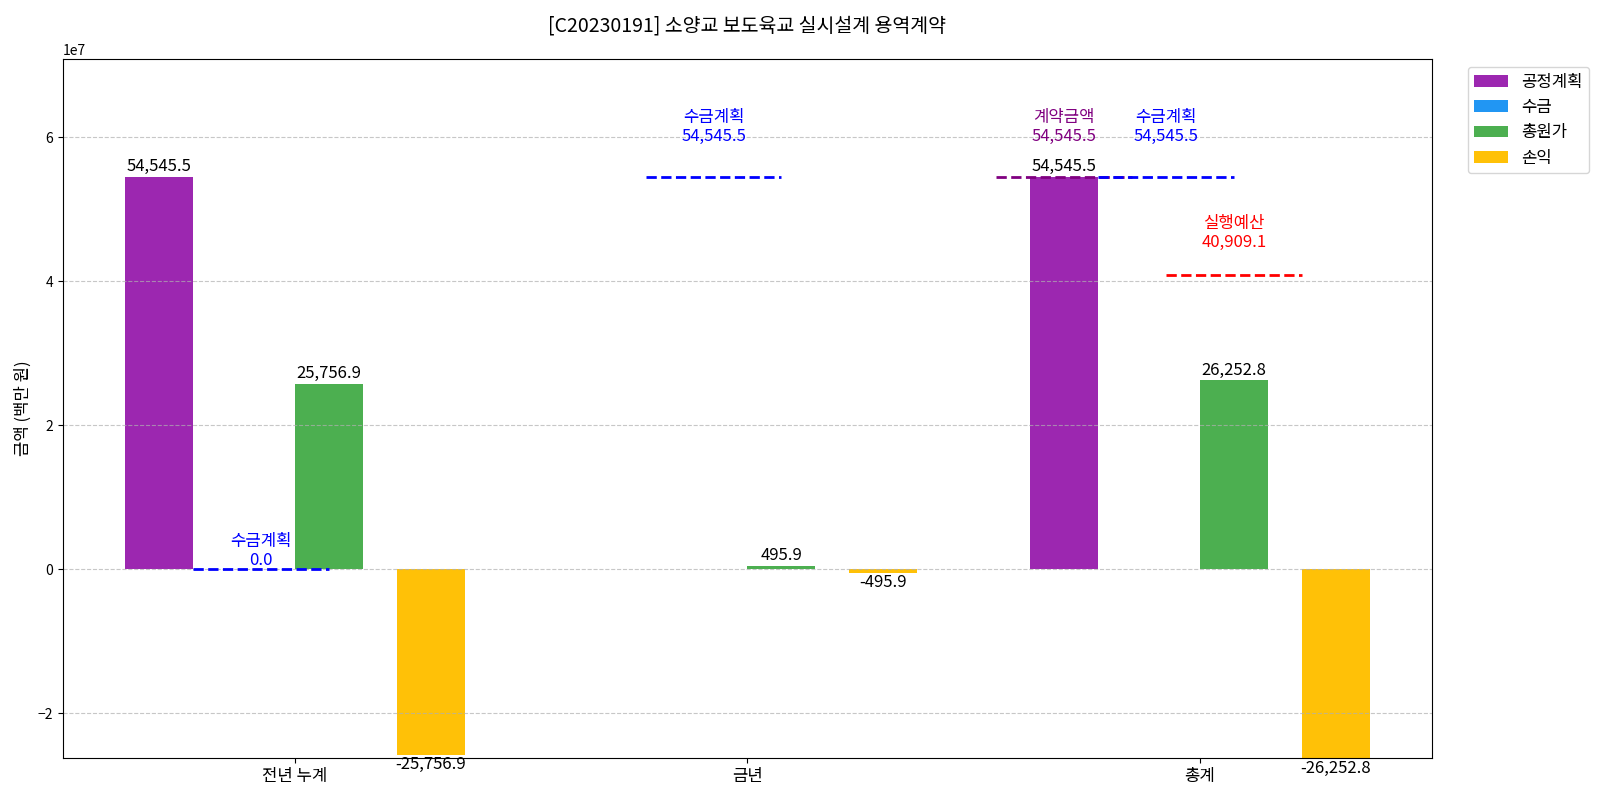 [C20230191] 소양교 보도육교 실시설계 용역계약
1e7
공정계획
수금
총원가
손익
수금계획
54,545.5
계약금액
54,545.5
수금계획
54,545.5
6
54,545.5
54,545.5
실행예산
40,909.1
4
25,756.9
26,252.8
금액 (백만 원)
2
수금계획
0.0
495.9
0
-495.9
−2
-25,756.9
-26,252.8
전년 누계
금년
총계